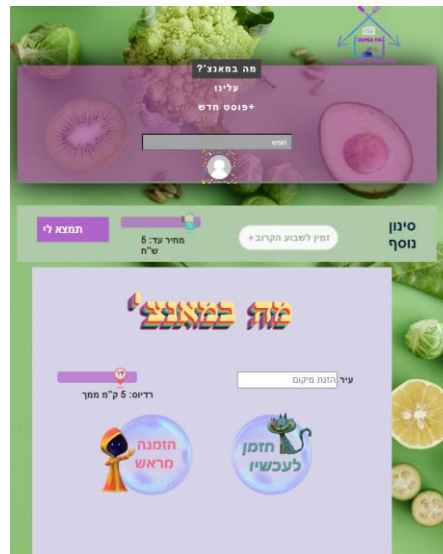 מה במאנצ'?
עלינו
+פוסט חדש
חפש
סינון נוסף
זמין לשבוע הקרוב +
מחיר עד: 5 ש"ח
תמצא לי
מה במאנצ'
עיר
הזנת מיקום
רדיוס: 5 ק"מ ממך
הזמן לעכשיו
הזמנה מראש